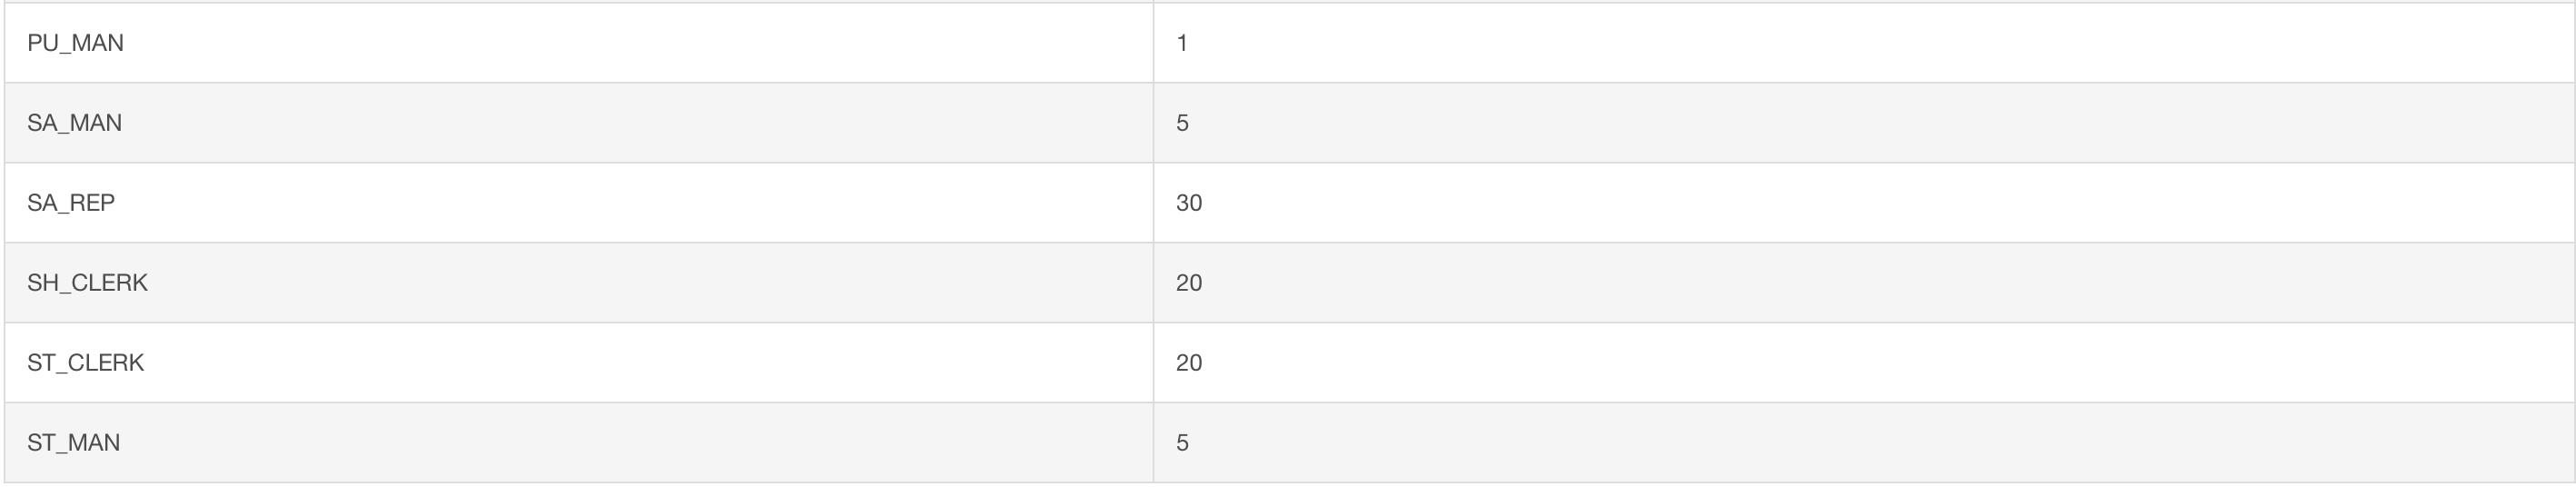 PU_MAN 1
SA_MAN 5
SA_REP 30
SH_CLERK 20
ST_CLERK 20
ST_MAN 5